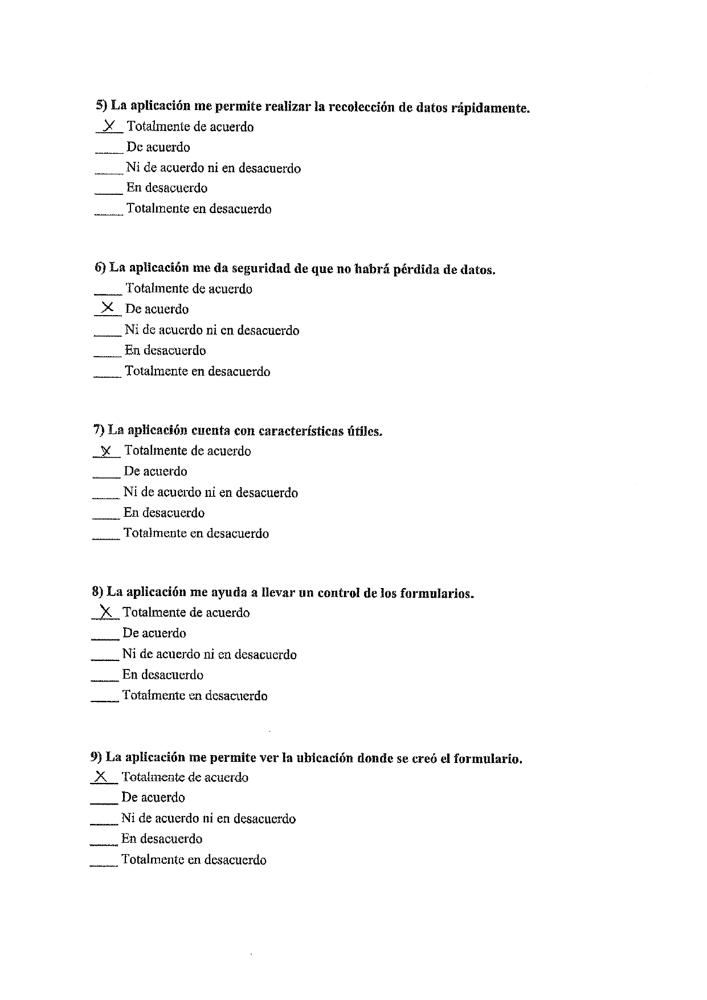 5) La aplicación me permite realizar la recolección de datos rápidamente.
__X__ Totalmente de acuerdo
____ De acuerdo
____ Ni de acuerdo ni en desacuerdo
____ En desacuerdo
____ Totalmente en desacuerdo
6) La aplicación me da seguridad de que no habrá pérdida de datos.
____ Totalmente de acuerdo
__X__ De acuerdo
____ Ni de acuerdo ni en desacuerdo
____ En desacuerdo
____ Totalmente en desacuerdo
7) La aplicación cuenta con características útiles.
__X__ Totalmente de acuerdo
____ De acuerdo
____ Ni de acuerdo ni en desacuerdo
____ En desacuerdo
____ Totalmente en desacuerdo
8) La aplicación me ayuda a llevar un control de los formularios.
__X__ Totalmente de acuerdo
____ De acuerdo
____ Ni de acuerdo ni en desacuerdo
____ En desacuerdo
____ Totalmente en desacuerdo
9) La aplicación me permite ver la ubicación donde se creó el formulario.
__X__ Totalmente de acuerdo
____ De acuerdo
____ Ni de acuerdo ni en desacuerdo
____ En desacuerdo
____ Totalmente en desacuerdo